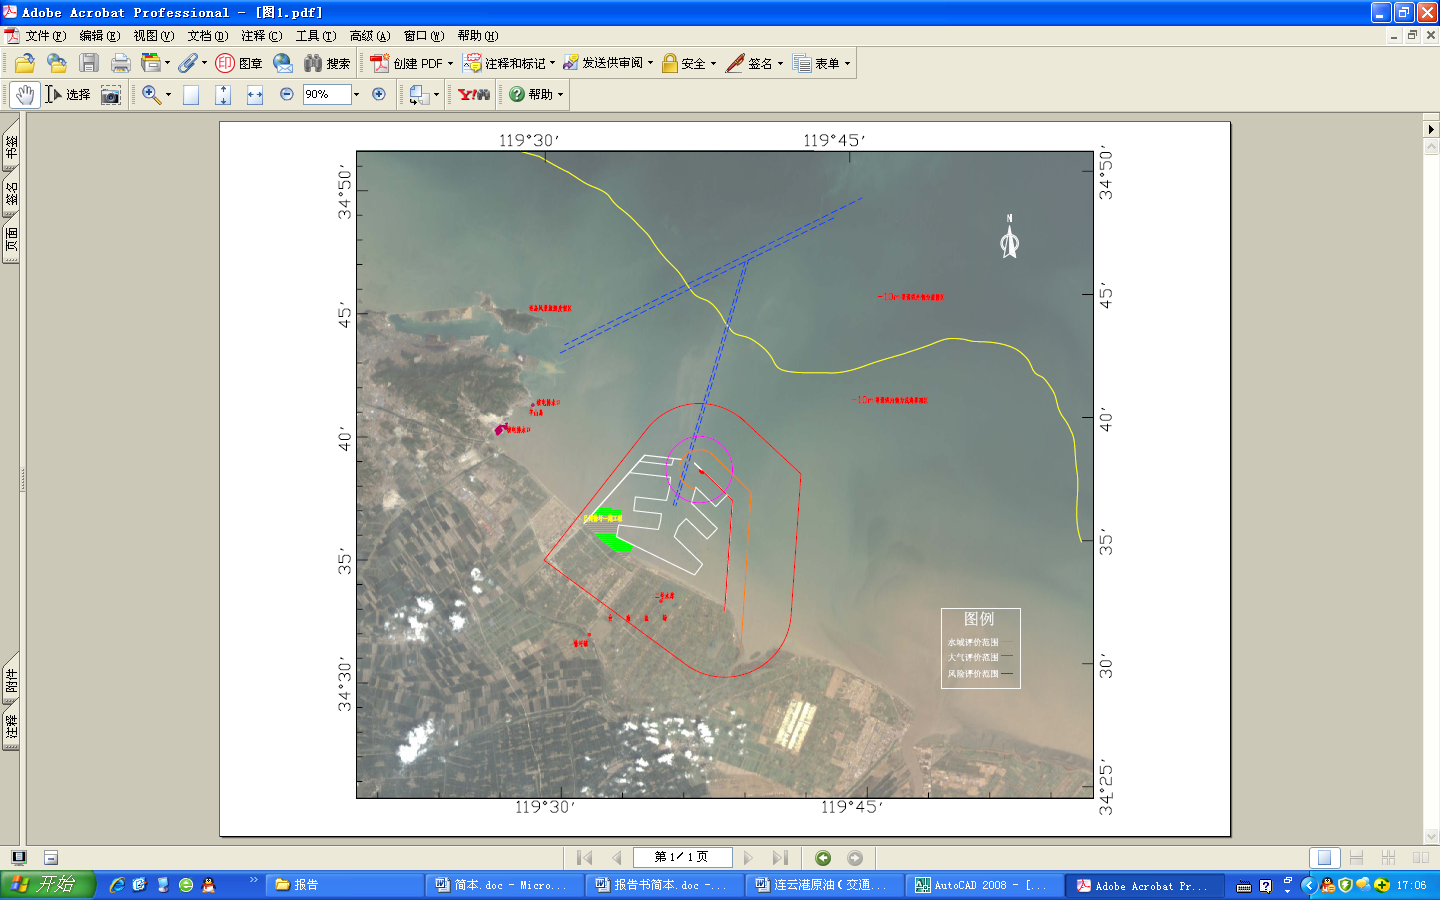 Adobe Acrobat Professional - [图1.pdf]
文件(F) 编辑(E) 视图(V) 文档(D) 注释(C) 工具(T) 高级(A) 窗口(W) 帮助(H)
图章 搜索 创建 PDF 注释和标记 发送供审阅 安全 签名 表单
选择 90% Y! 帮助
书签
签名
页面
附件
注释
119°30′ 119°45′
34°50′
45′
40′
35′
34°30′
34°50′
45′
40′
35′
30′
34°25′
N
-10m
-10m
图例
水域评价范围
大气评价范围
风险评价范围
119°30′ 119°45′
第 1 / 1 页
开始 报告 简本.doc - Micro... 报告书简本.doc -... 连云港原油(交通... AutoCAD 2008 - [... Adobe Acrobat Pr... 17:06